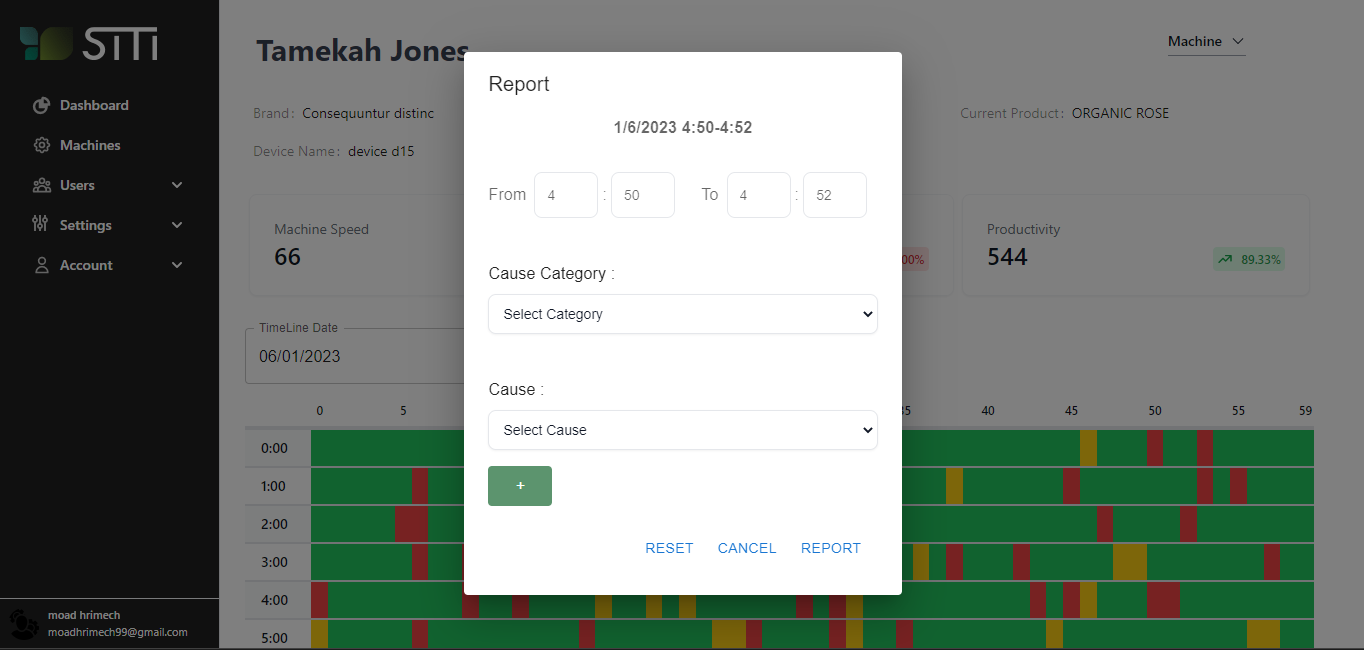 SITI
Dashboard
Machines
Users
Settings
Account
moad hrimech
moadhrimech99@gmail.com
Tamekah Jones
Machine
Brand: Consequuntur distinc
Current Product: ORGANIC ROSE
Device Name: device d15
Machine Speed
66
00%
Productivity
544
89.33%
TimeLine Date
06/01/2023
0 5 35 40 45 50 55 59
0:00
1:00
2:00
3:00
4:00
5:00
Report
1/6/2023 4:50-4:52
From 4 : 50 To 4 : 52
Cause Category :
Select Category
Cause :
Select Cause
+
RESET CANCEL REPORT